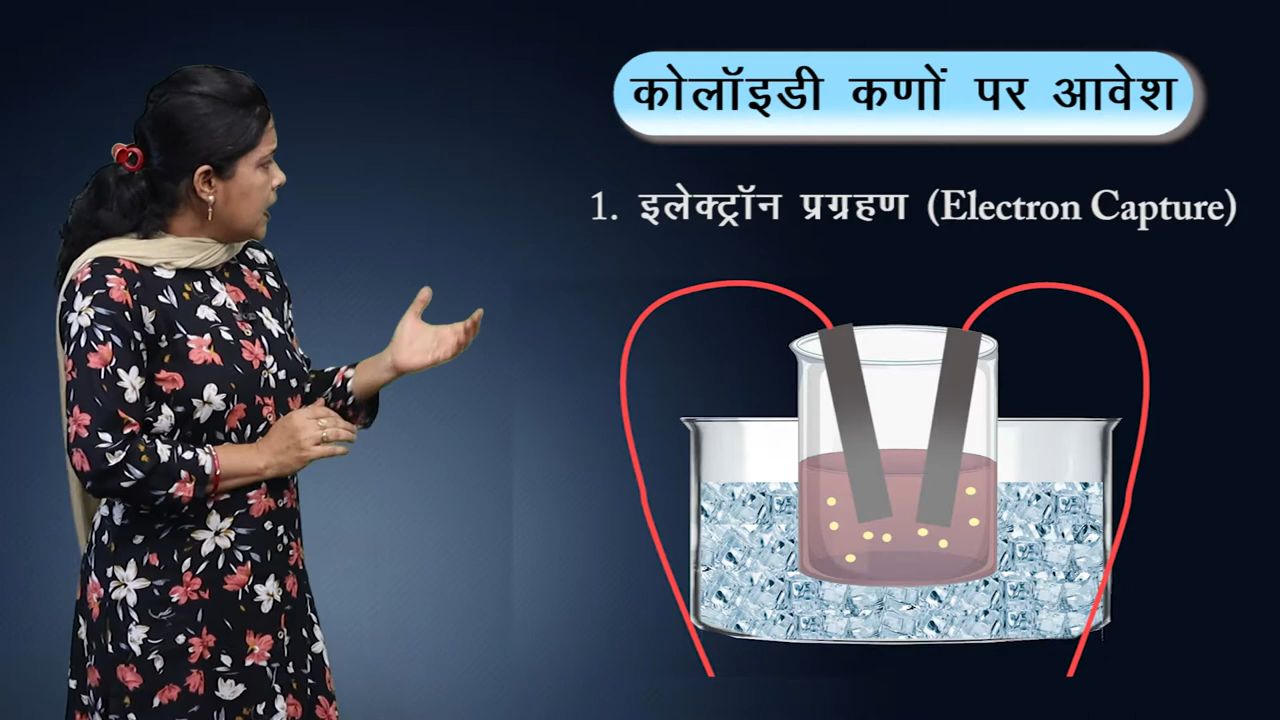 कोलॉइडी कणों पर आवेश
1. इलेक्ट्रॉन प्रग्रहण (Electron Capture)